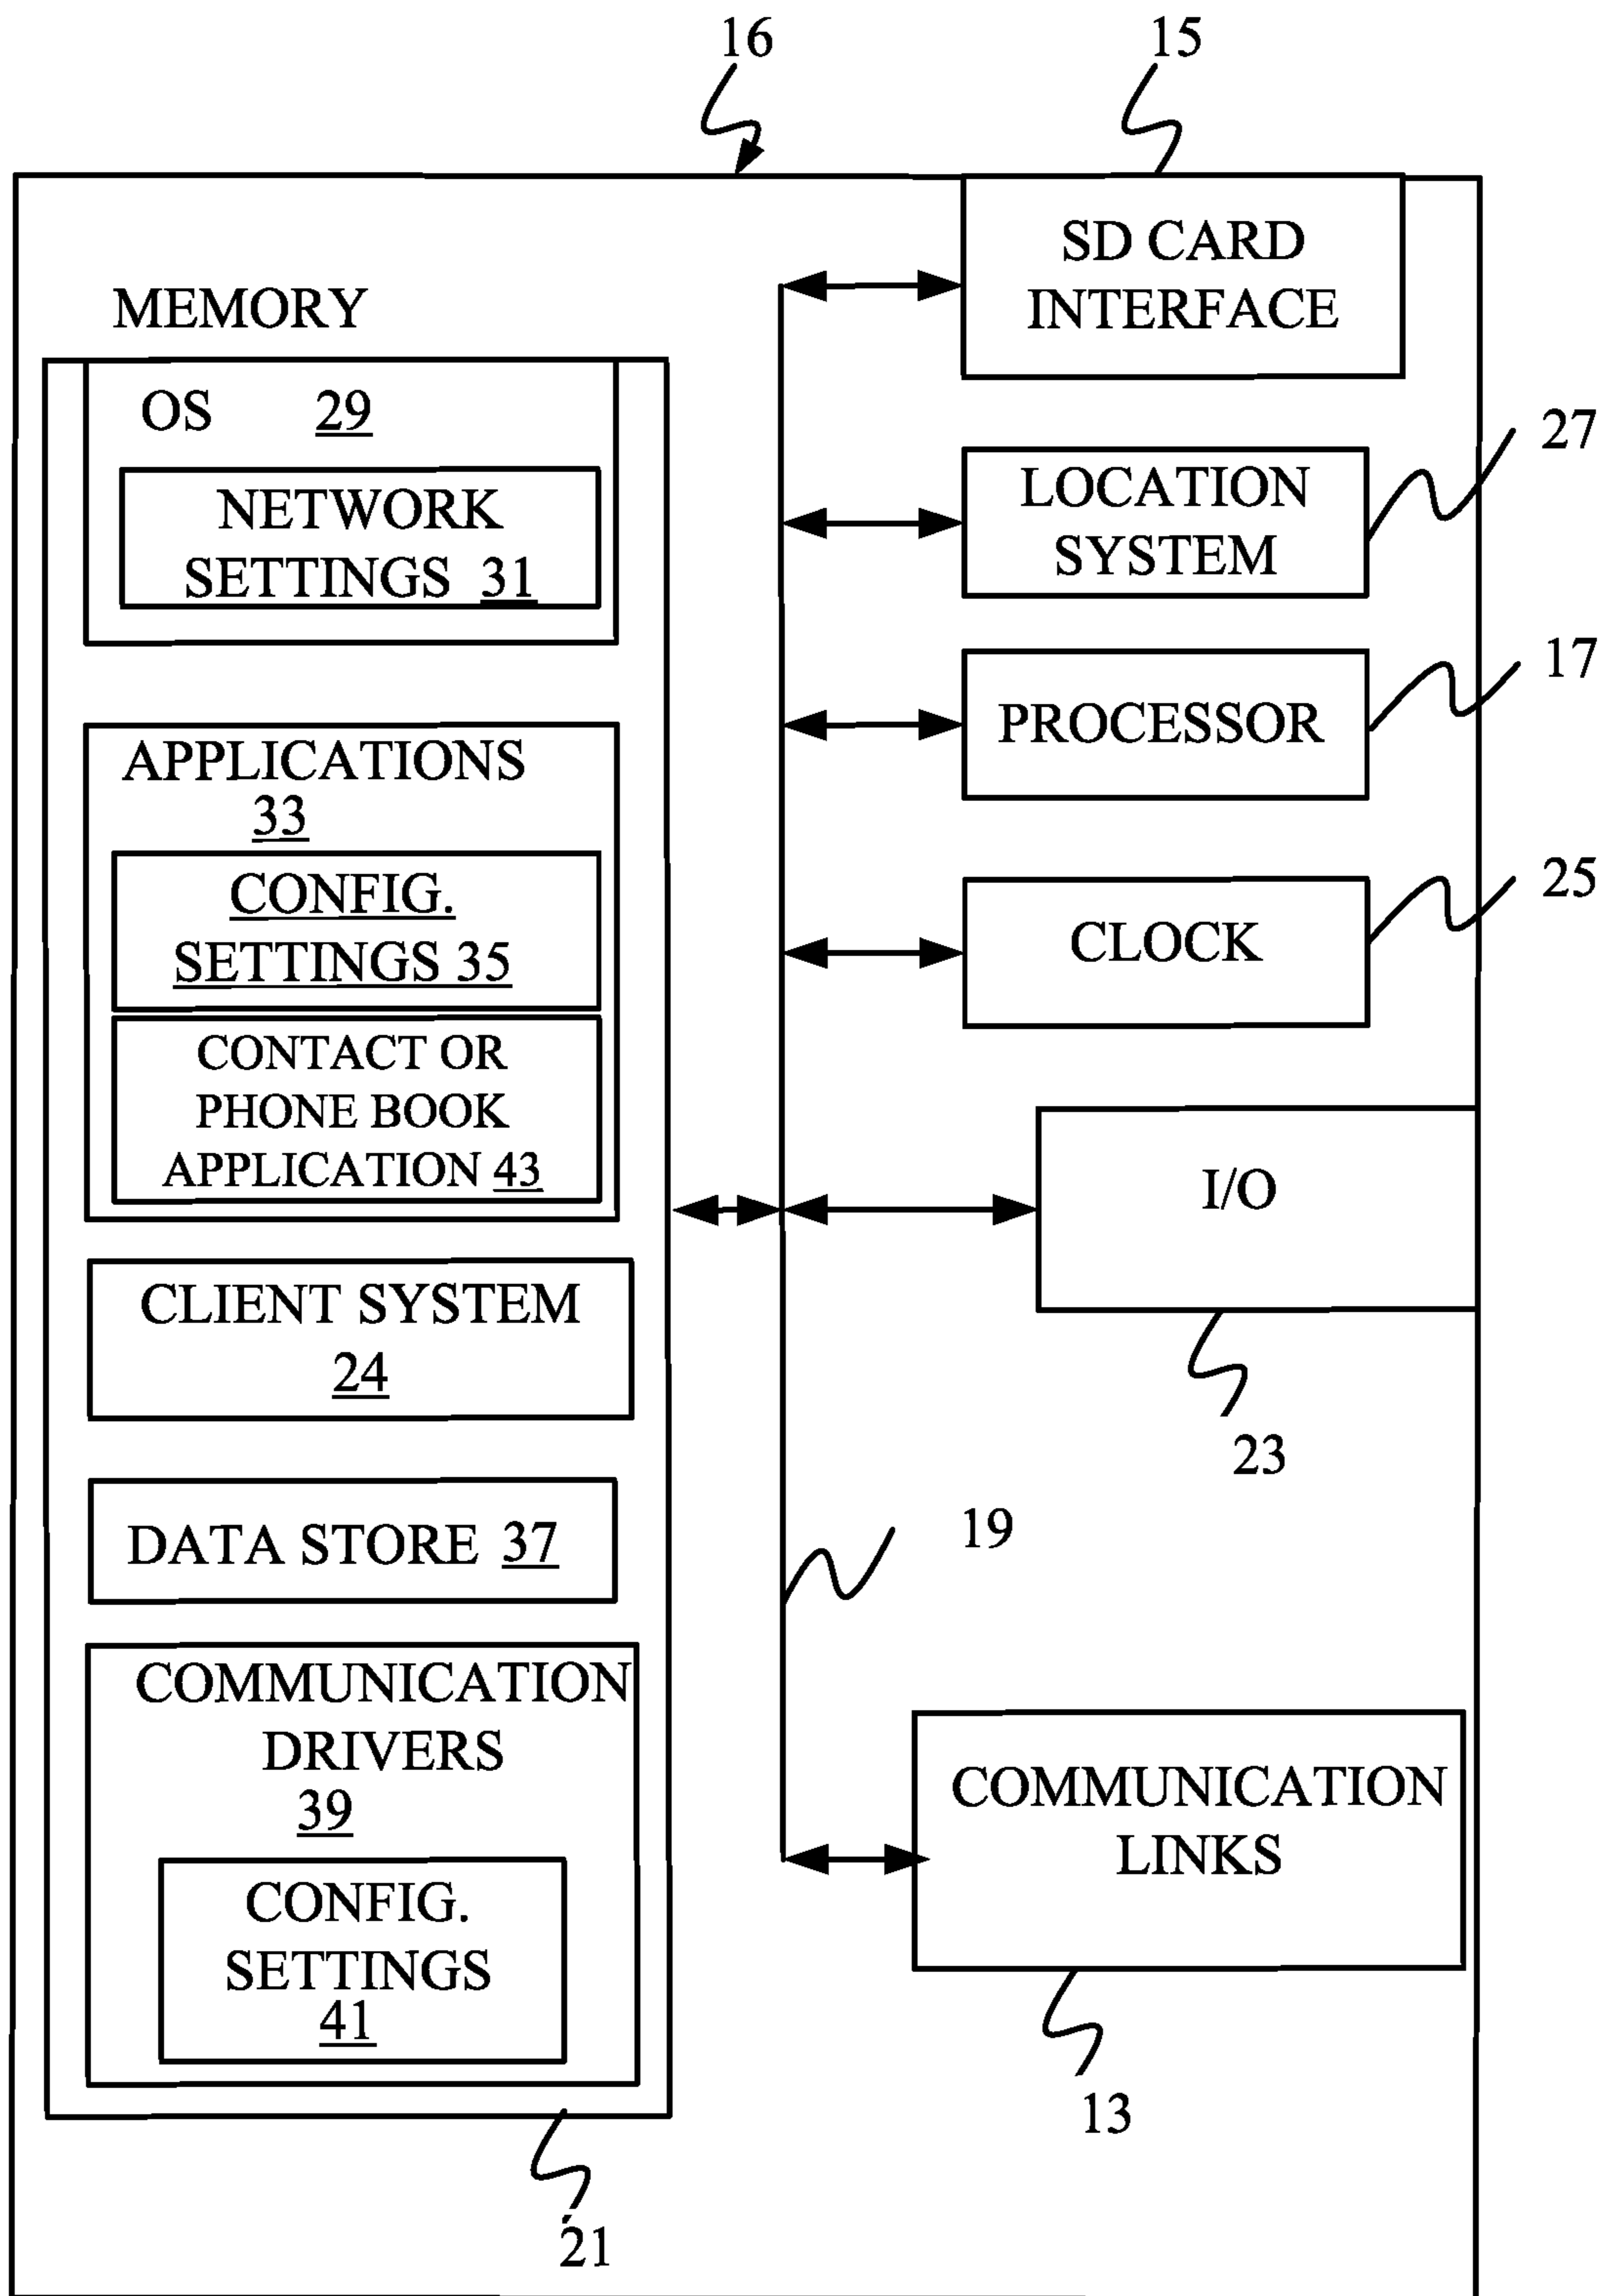 16
15
SD CARD
INTERFACE
MEMORY
OS 29
NETWORK
SETTINGS 31
27
LOCATION
SYSTEM
17
PROCESSOR
APPLICATIONS
33
CONFIG.
SETTINGS 35
25
CLOCK
CONTACT OR
PHONE BOOK
APPLICATION 43
I/O
CLIENT SYSTEM
24
23
DATA STORE 37
19
COMMUNICATION
DRIVERS
39
CONFIG.
SETTINGS
41
COMMUNICATION
LINKS
13
21